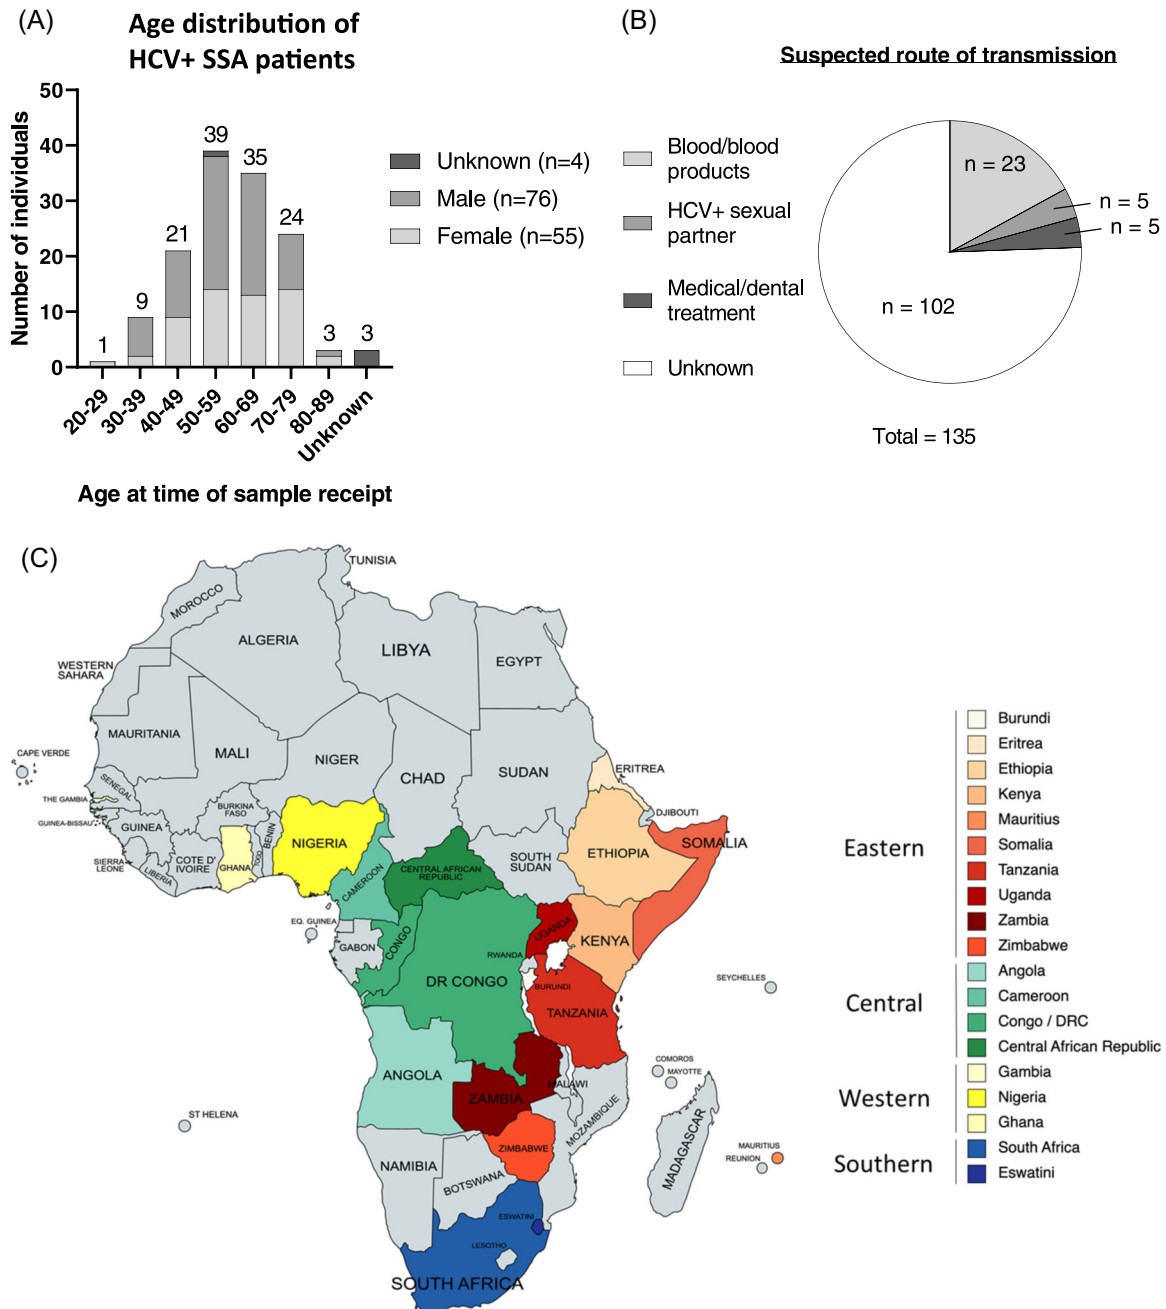 (A)
Age distribution of
HCV+ SSA patients
Number of individuals
50
40
30
20
10
0
1
9
21
39
35
24
3
3
20-29
30-39
40-49
50-59
60-69
70-79
80-89
Unknown
Age at time of sample receipt
Unknown (n=4)
Male (n=76)
Female (n=55)
(B)
Suspected route of transmission
Blood/blood
products
HCV+ sexual
partner
Medical/dental
treatment
Unknown
n = 23
n = 5
n = 5
n = 102
Total = 135
(C)
TUNISIA
MOROCCO
ALGERIA
LIBYA
EGYPT
WESTERN
SAHARA
MAURITANIA
MALI
NIGER
CHAD
SUDAN
ERITREA
CAPE VERDE
SENEGAL
THE GAMBIA
GUINEA-BISSAU
GUINEA
BURKINA
FASO
BENIN
TOGO
NIGERIA
DJIBOUTI
SIERRA
LEONE
LIBERIA
COTE D'
IVOIRE
GHANA
CAMEROON
CENTRAL AFRICAN
REPUBLIC
SOUTH
SUDAN
ETHIOPIA
SOMALIA
EQ. GUINEA
GABON
CONGO
DR CONGO
UGANDA
KENYA
RWANDA
BURUNDI
TANZANIA
SEYCHELLES
COMOROS
MAYOTTE
ANGOLA
ZAMBIA
MALAWI
MOZAMBIQUE
ST HELENA
ZIMBABWE
NAMIBIA
BOTSWANA
MADAGASCAR
MAURITIUS
REUNION
ESWATINI
LESOTHO
SOUTH AFRICA
Eastern
Burundi
Eritrea
Ethiopia
Kenya
Mauritius
Somalia
Tanzania
Uganda
Zambia
Zimbabwe
Central
Angola
Cameroon
Congo / DRC
Central African Republic
Western
Gambia
Nigeria
Ghana
Southern
South Africa
Eswatini